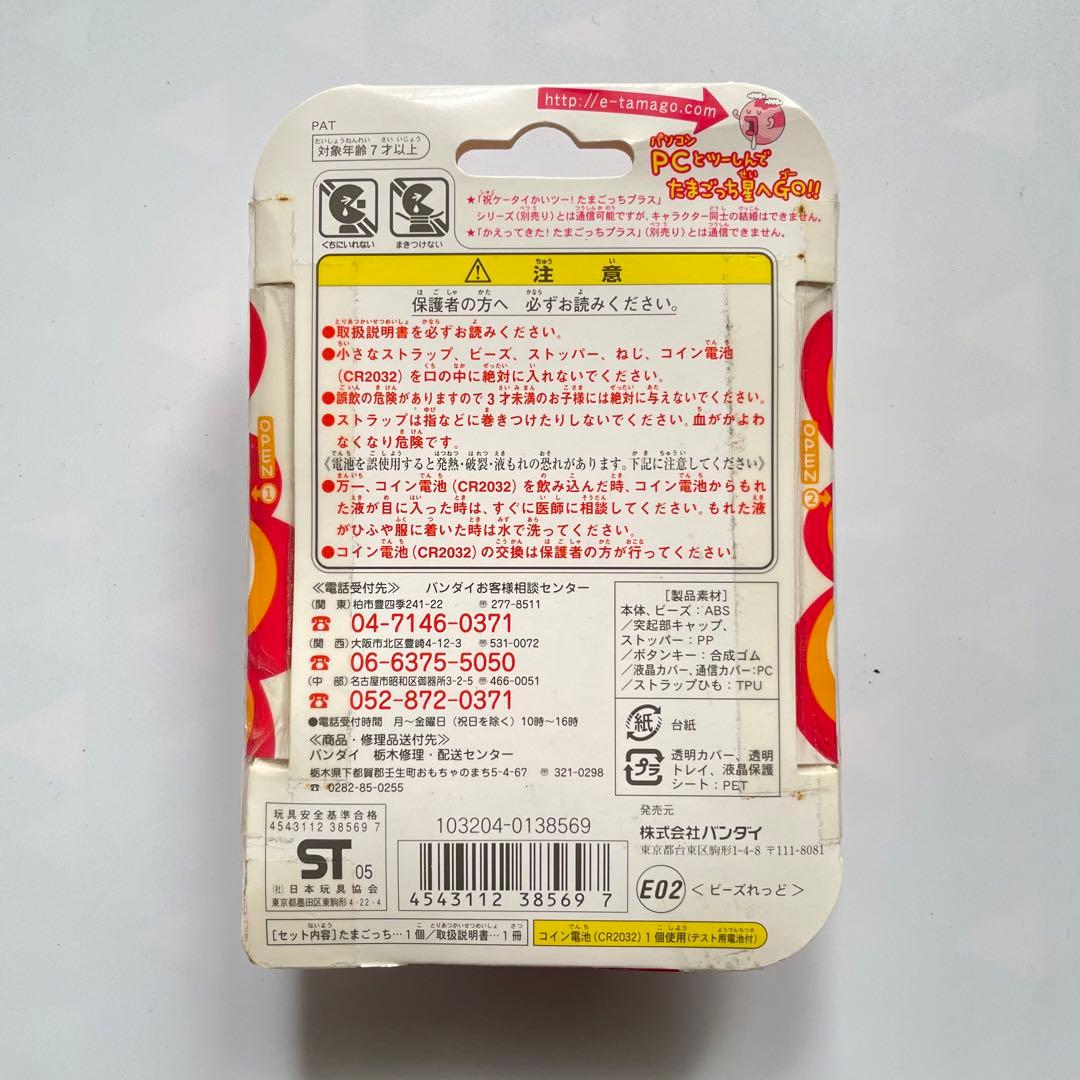 http://e-tamago.com
PAT
対象年齢7才以上
パソコン
PCとツーしんで
たまごっち星へGO!!
くちにいれない
まきつけない
★「祝ケータイかいツー!たまごっちプラス」
シリーズ(別売り)とは通信可能ですが、キャラクター同士の結婚はできません。
★「かえってきた!たまごっちプラス」(別売り)とは通信できません。
注意
保護者の方へ 必ずお読みください。
●取扱説明書を必ずお読みください。
●小さなストラップ、ビーズ、ストッパー、ねじ、コイン電池
(CR2032)を口の中に絶対に入れないでください。
●誤飲の危険がありますので3才未満のお子様には絶対に与えないでください。
●ストラップは指などに巻きつけたりしないでください。血がかよわ
なくなり危険です。
《電池を誤使用すると発熱・破裂・液もれの恐れがあります。下記に注意してください》
●万一、コイン電池(CR2032)を飲み込んだ時、コイン電池からもれ
た液が目に入った時は、すぐに医師に相談してください。もれた液
がひふや服に着いた時は水で洗ってください。
●コイン電池(CR2032)の交換は保護者の方が行ってください。
OPEN
1
OPEN
2
≪電話受付先≫ バンダイお客様相談センター
(関 東)柏市豊四季241-22 〠277-8511
☎ 04-7146-0371
(関 西)大阪市北区豊崎4-12-3 〠531-0072
☎ 06-6375-5050
(中 部)名古屋市昭和区御器所3-2-5 〠466-0051
☎ 052-872-0371
●電話受付時間 月〜金曜日(祝日を除く)10時〜16時
≪商品・修理品送付先≫
バンダイ 栃木修理・配送センター
栃木県下都賀郡壬生町おもちゃのまち5-4-67 〠321-0298
☎0282-85-0255
[製品素材]
本体、ビーズ:ABS
/突起部キャップ、
ストッパー:PP
/ボタンキー:合成ゴム
/液晶カバー、通信カバー:PC
/ストラップひも:TPU
紙 台紙
プラ
透明カバー、透明
トレイ、液晶保護
シート:PET
玩具安全基準合格
4543112 38569 7
ST 05
(社)日本玩具協会
東京都墨田区東駒形4-22-4
103204-0138569
4543112 385697
発売元
株式会社バンダイ
東京都台東区駒形1-4-8 〒111-8081
E02
<ビーズれっど>
[セット内容]たまごっち…1個/取扱説明書…1冊
コイン電池(CR2032)1個使用(テスト用電池付)